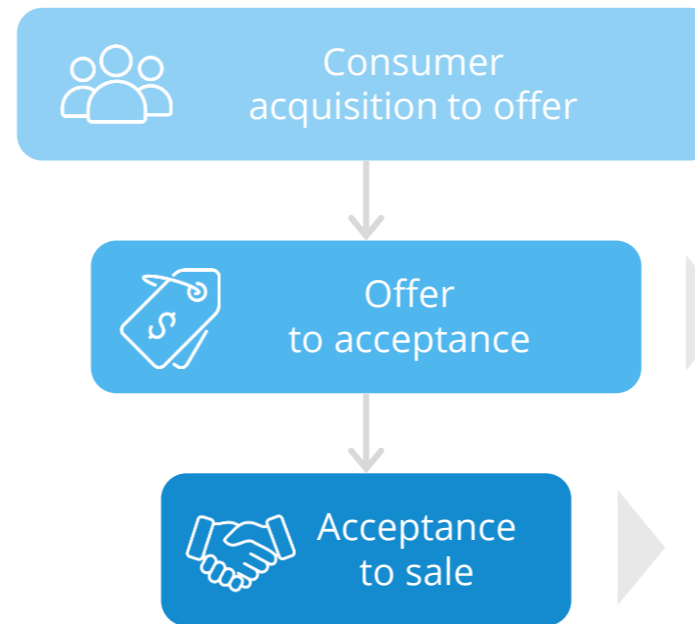 Consumer
acquisition to offer
$
Offer
to acceptance
Acceptance
to sale